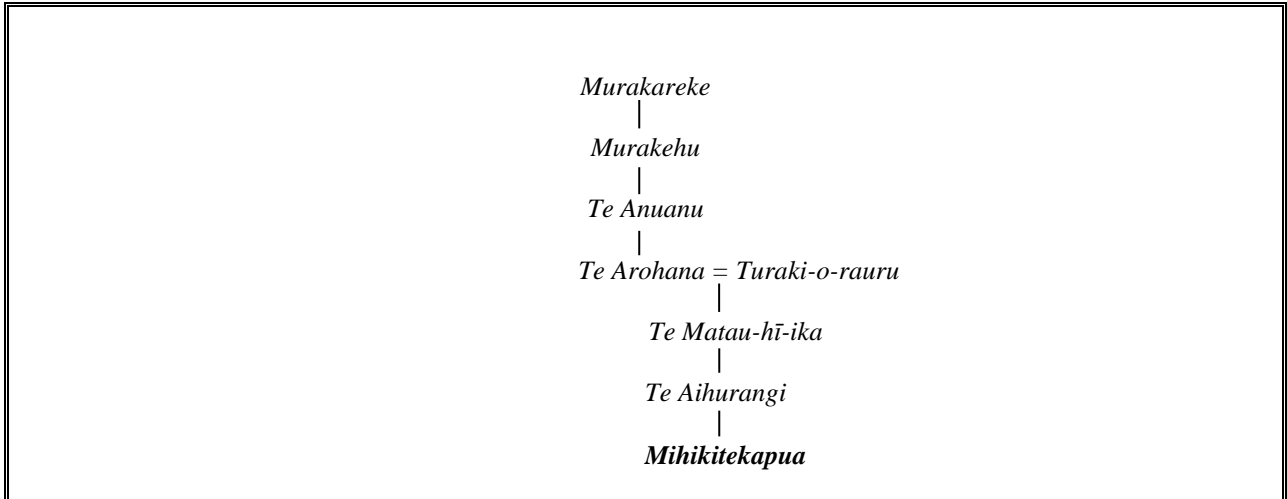 Murakareke
Murakehu
Te Anuanu
Te Arohana = Turaki-o-rauru
Te Matau-hī-ika
Te Aihurangi
Mihikitekapua